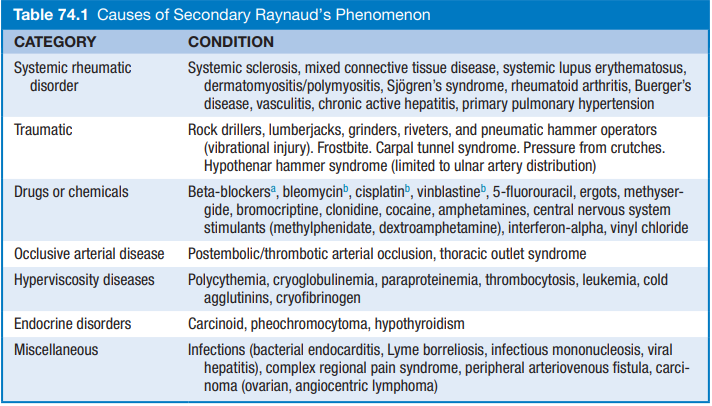 Table 74.1 Causes of Secondary Raynaud's Phenomenon
CATEGORY CONDITION
Systemic rheumatic disorder Systemic sclerosis, mixed connective tissue disease, systemic lupus erythematosus,
dermatomyositis/polymyositis, Sjögren's syndrome, rheumatoid arthritis, Buerger's
disease, vasculitis, chronic active hepatitis, primary pulmonary hypertension
Traumatic Rock drillers, lumberjacks, grinders, riveters, and pneumatic hammer operators
(vibrational injury). Frostbite. Carpal tunnel syndrome. Pressure from crutches.
Hypothenar hammer syndrome (limited to ulnar artery distribution)
Drugs or chemicals Beta-blockersa, bleomycinb, cisplatinb, vinblastineb, 5-fluorouracil, ergots, methyser-
gide, bromocriptine, clonidine, cocaine, amphetamines, central nervous system
stimulants (methylphenidate, dextroamphetamine), interferon-alpha, vinyl chloride
Occlusive arterial disease Postembolic/thrombotic arterial occlusion, thoracic outlet syndrome
Hyperviscosity diseases Polycythemia, cryoglobulinemia, paraproteinemia, thrombocytosis, leukemia, cold
agglutinins, cryofibrinogen
Endocrine disorders Carcinoid, pheochromocytoma, hypothyroidism
Miscellaneous Infections (bacterial endocarditis, Lyme borreliosis, infectious mononucleosis, viral
hepatitis), complex regional pain syndrome, peripheral arteriovenous fistula, carci-
noma (ovarian, angiocentric lymphoma)